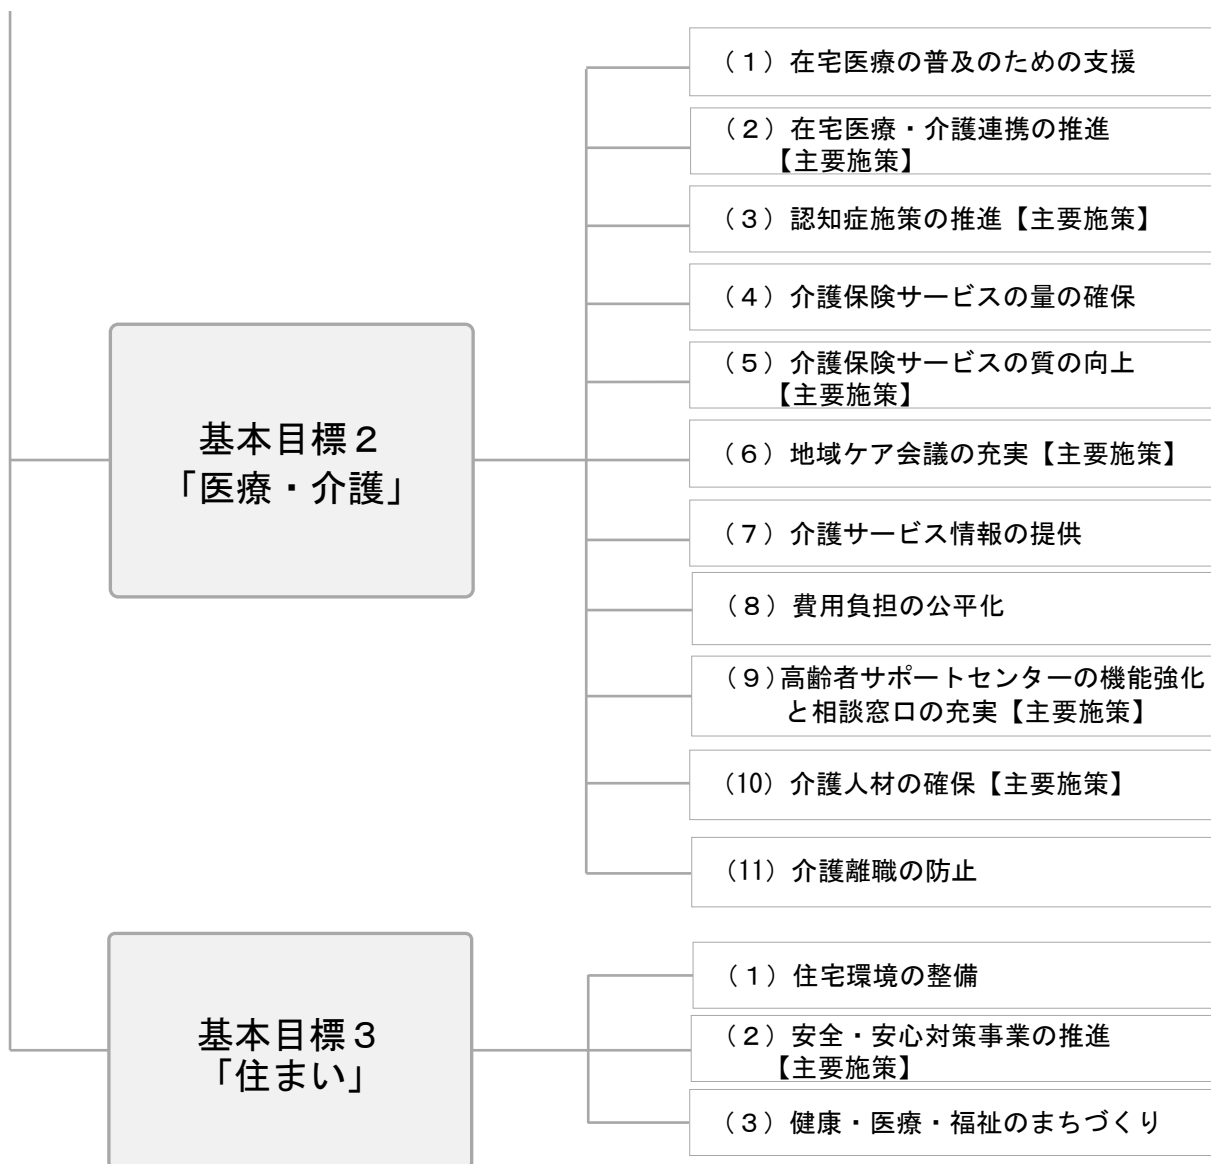 基本目標２
「医療・介護」
（１）在宅医療の普及のための支援
（２）在宅医療・介護連携の推進
【主要施策】
（３）認知症施策の推進【主要施策】
（４）介護保険サービスの量の確保
（５）介護保険サービスの質の向上
【主要施策】
（６）地域ケア会議の充実【主要施策】
（７）介護サービス情報の提供
（８）費用負担の公平化
（９）高齢者サポートセンターの機能強化
と相談窓口の充実【主要施策】
（10）介護人材の確保【主要施策】
（11）介護離職の防止
基本目標３
「住まい」
（１）住宅環境の整備
（２）安全・安心対策事業の推進
【主要施策】
（３）健康・医療・福祉のまちづくり